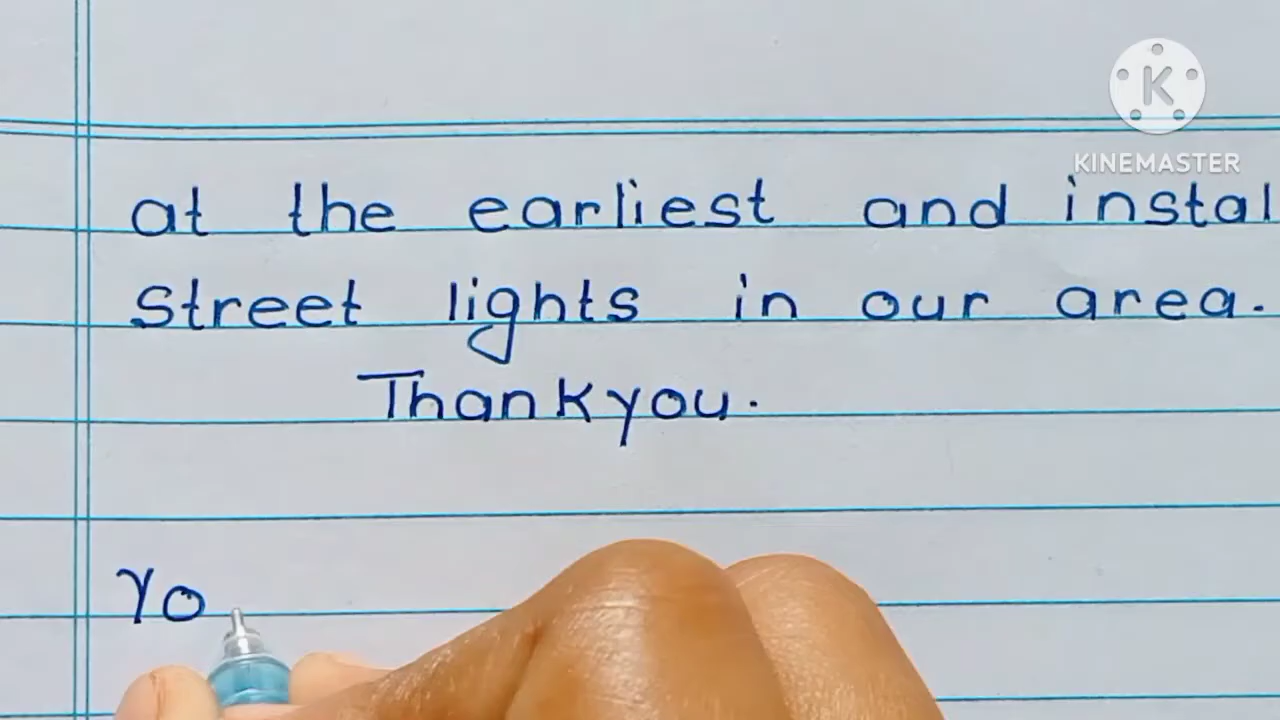 KINEMASTER
at the earliest and instal
street lights in our area.
Thankyou.
Yo